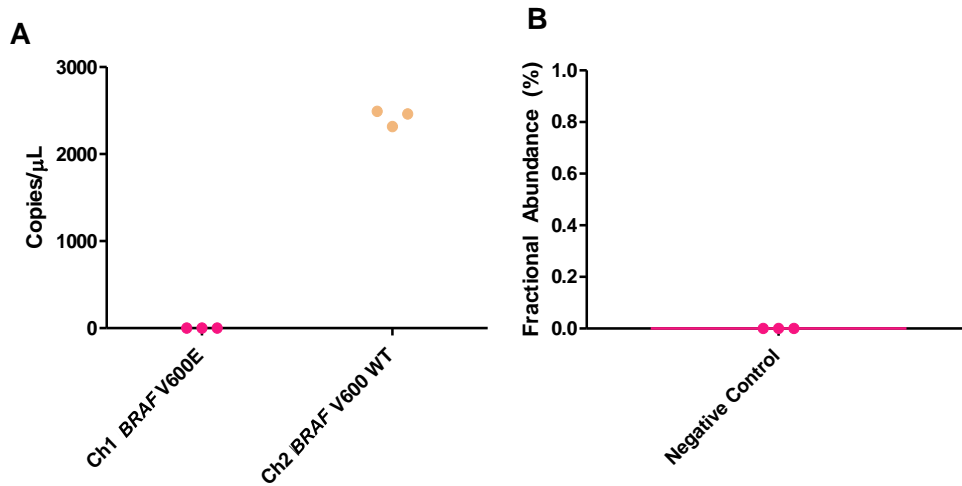 A
Copies/μL
3000
2000
1000
0
Ch1 BRAF V600E
Ch2 BRAF V600 WT
B
Fractional Abundance (%)
1.0
0.8
0.6
0.4
0.2
0.0
Negative Control